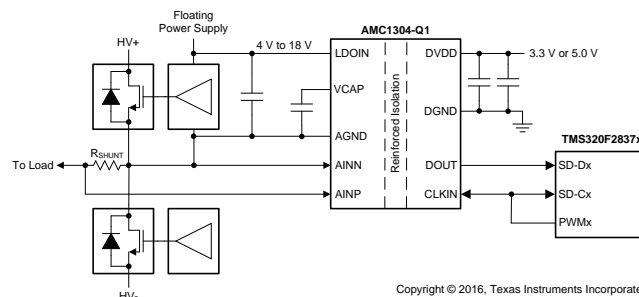 Floating
Power Supply
AMC1304-Q1
HV+
4 V to 18 V
LDOIN
DVDD
3.3 V or 5.0 V
VCAP
Reinforced Isolation
DGND
AGND
TMS320F2837x
To Load
RSHUNT
AINN
DOUT
SD-Dx
AINP
CLKIN
SD-Cx
PWMx
HV-
Copyright © 2016, Texas Instruments Incorporate